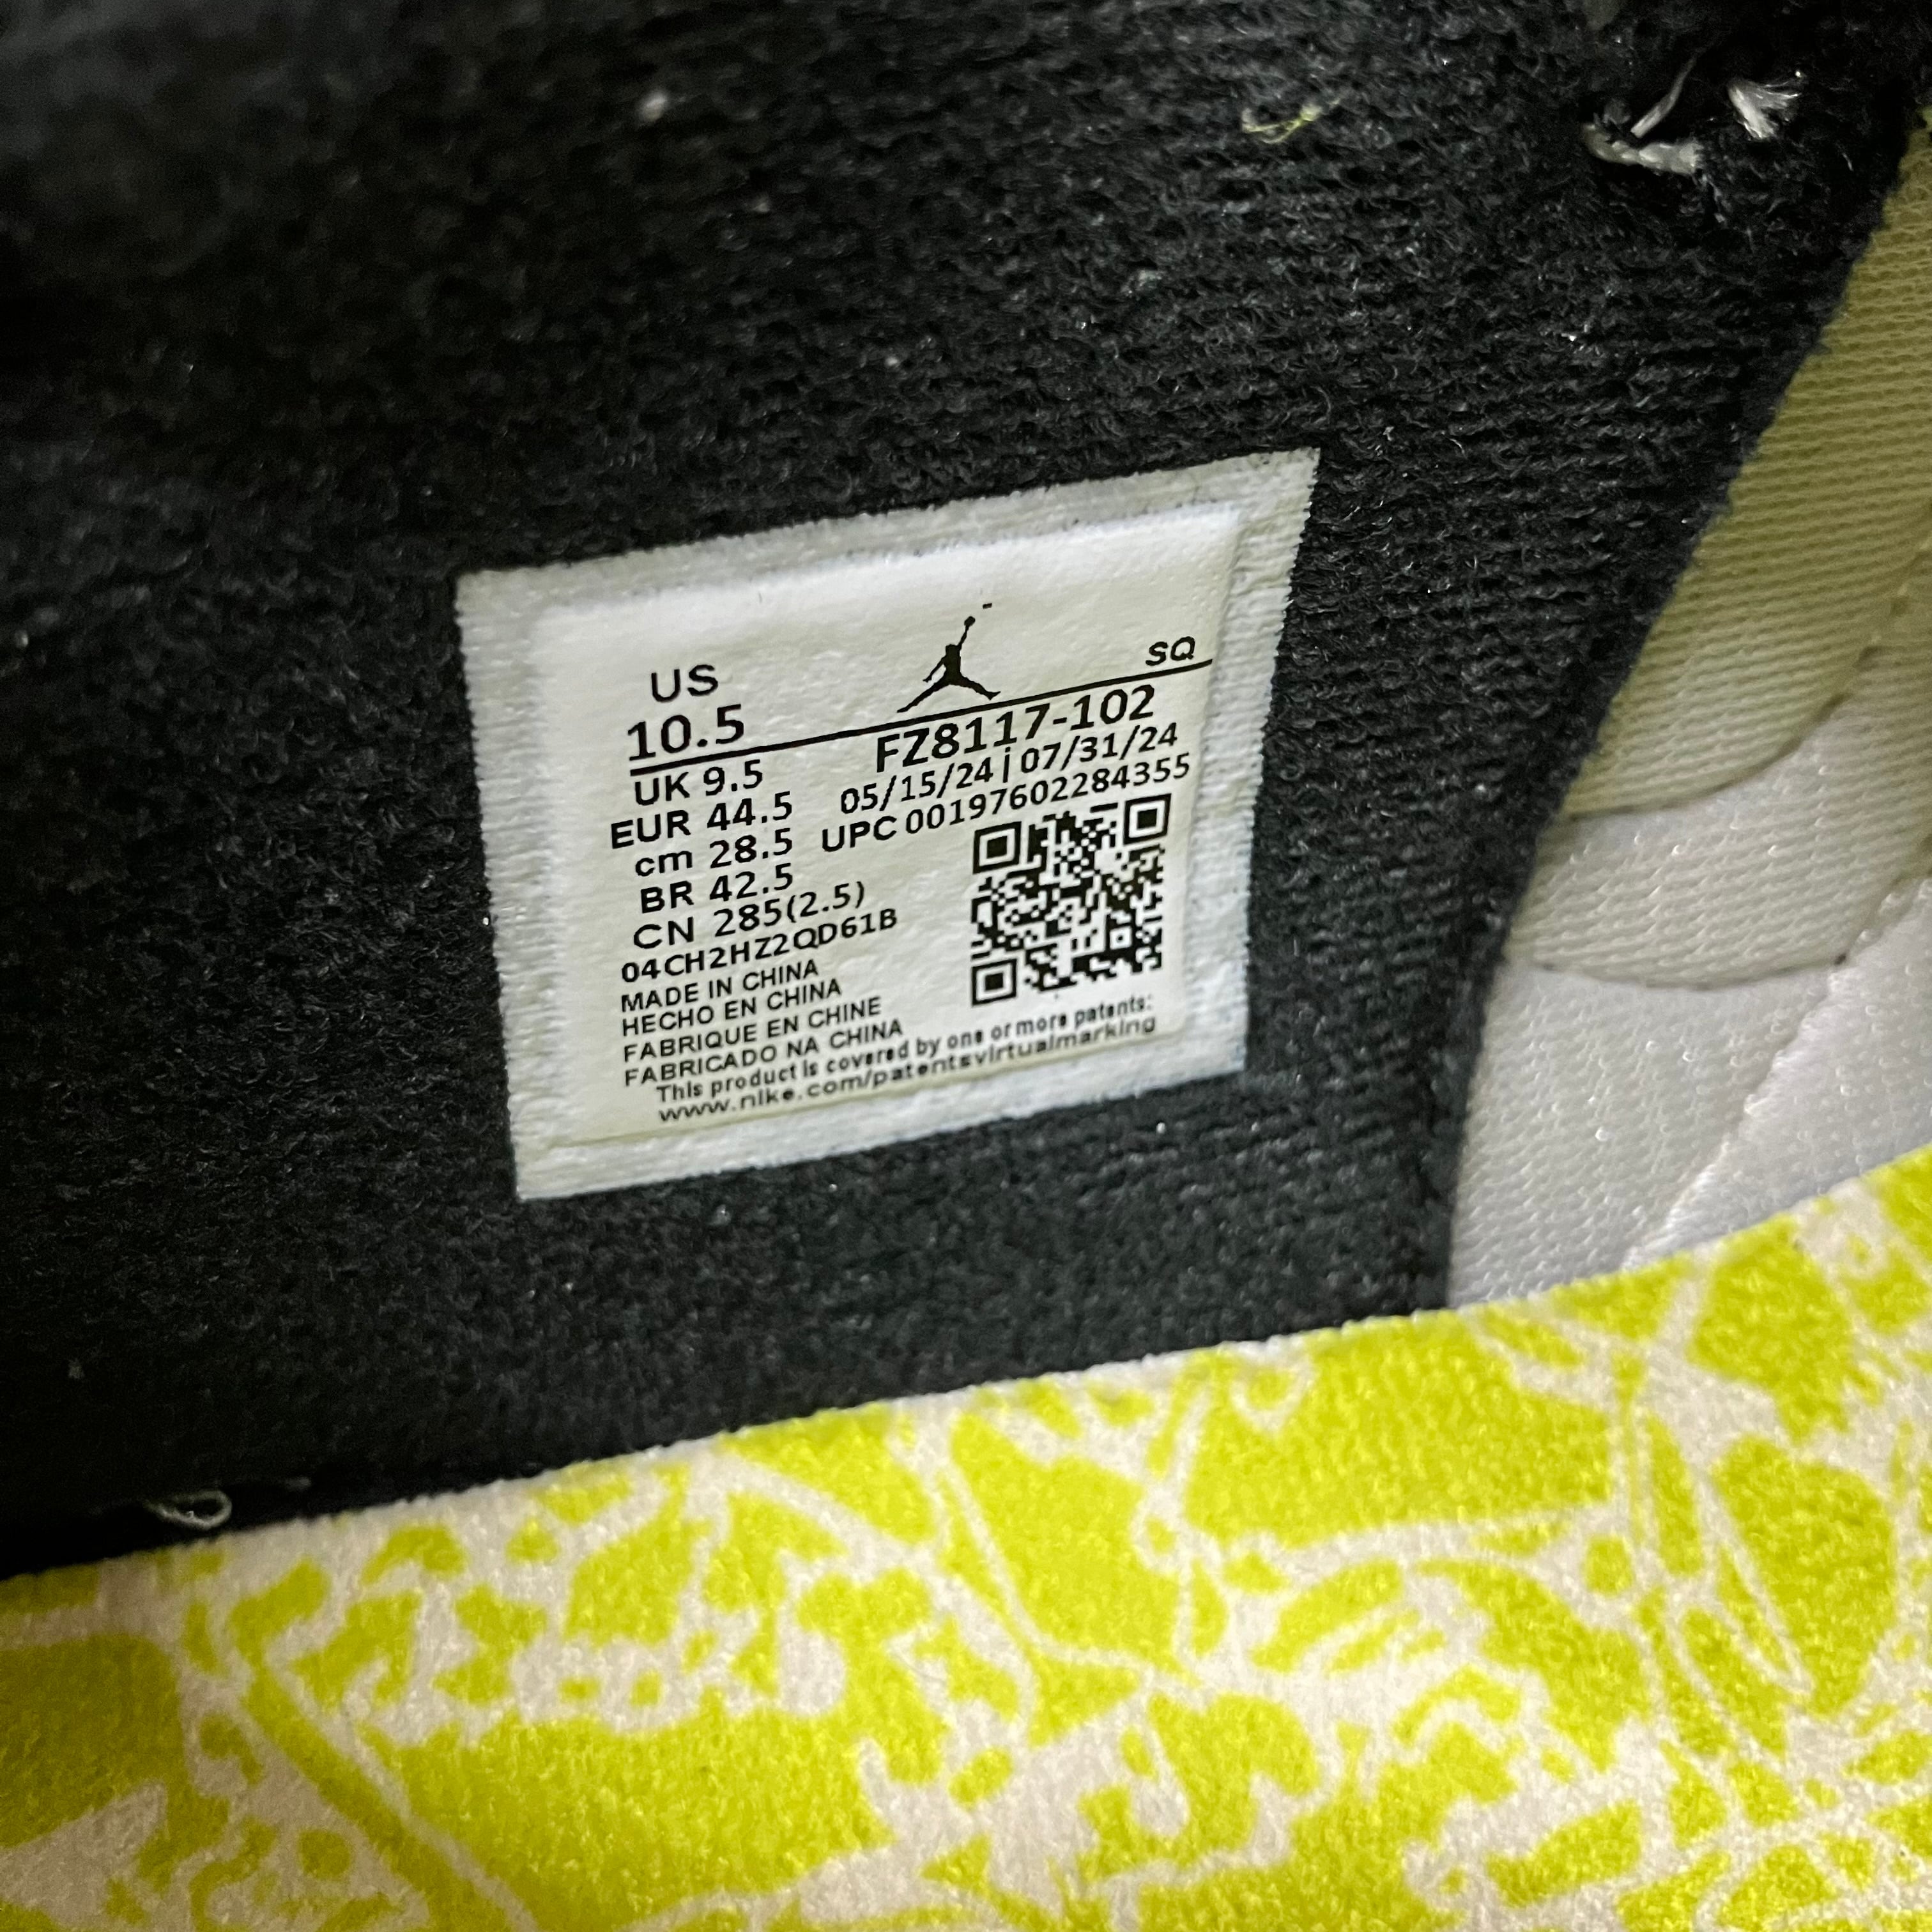 US
SQ
10.5
FZ8117-102
UK 9.5
05/15/24 | 07/31/24
EUR 44.5
UPC 00197602284355
cm 28.5
BR 42.5
CN 285(2.5)
04CH2HZ2QD61B
MADE IN CHINA
HECHO EN CHINA
FABRIQUE EN CHINE
FABRICADO NA CHINA
This product is covered by one or more patents:
www.nike.com/patentsvirtualmarking